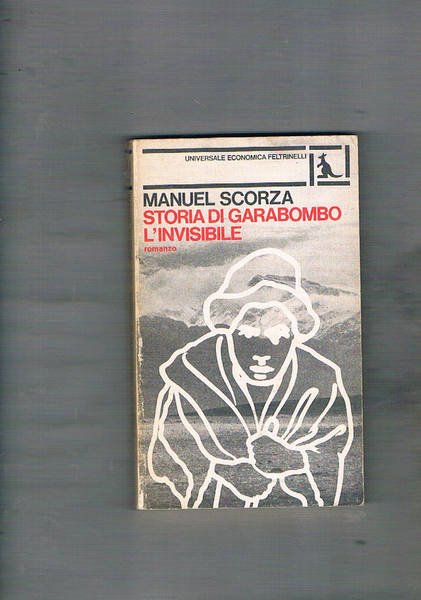 UNIVERSALE ECONOMICA FELTRINELLI
MANUEL SCORZA
STORIA DI GARABOMBO
L'INVISIBILE
romanzo